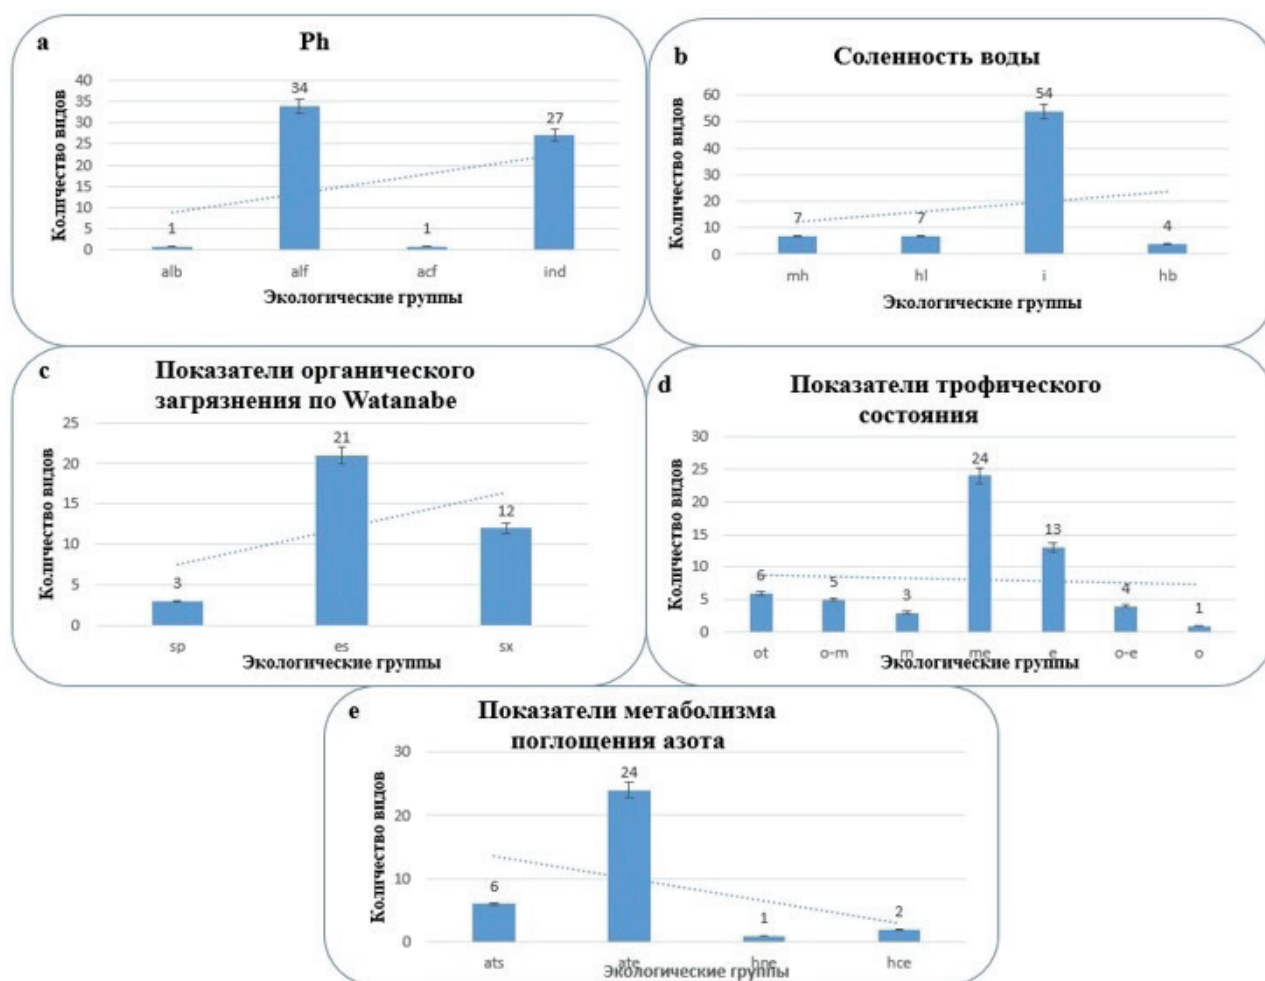 a
Ph
Количество видов
40
35
30
25
20
15
10
5
0
1
34
1
27
alb alf acf ind
Экологические группы
b
Соленность воды
Количество видов
60
50
40
30
20
10
0
7
7
54
4
mh hl i hb
Экологические группы
c
Показатели органического
загрязнения по Watanabe
Количество видов
25
20
15
10
5
0
3
21
12
sp es sx
Экологические группы
d
Показатели трофического
состояния
Количество видов
30
25
20
15
10
5
0
6
5
3
24
13
4
1
ot o-m m me e o-e o
Экологические группы
e
Показатели метаболизма
поглощения азота
Количество видов
30
20
10
0
6
24
1
2
ats ate hne hce
Экологические группы